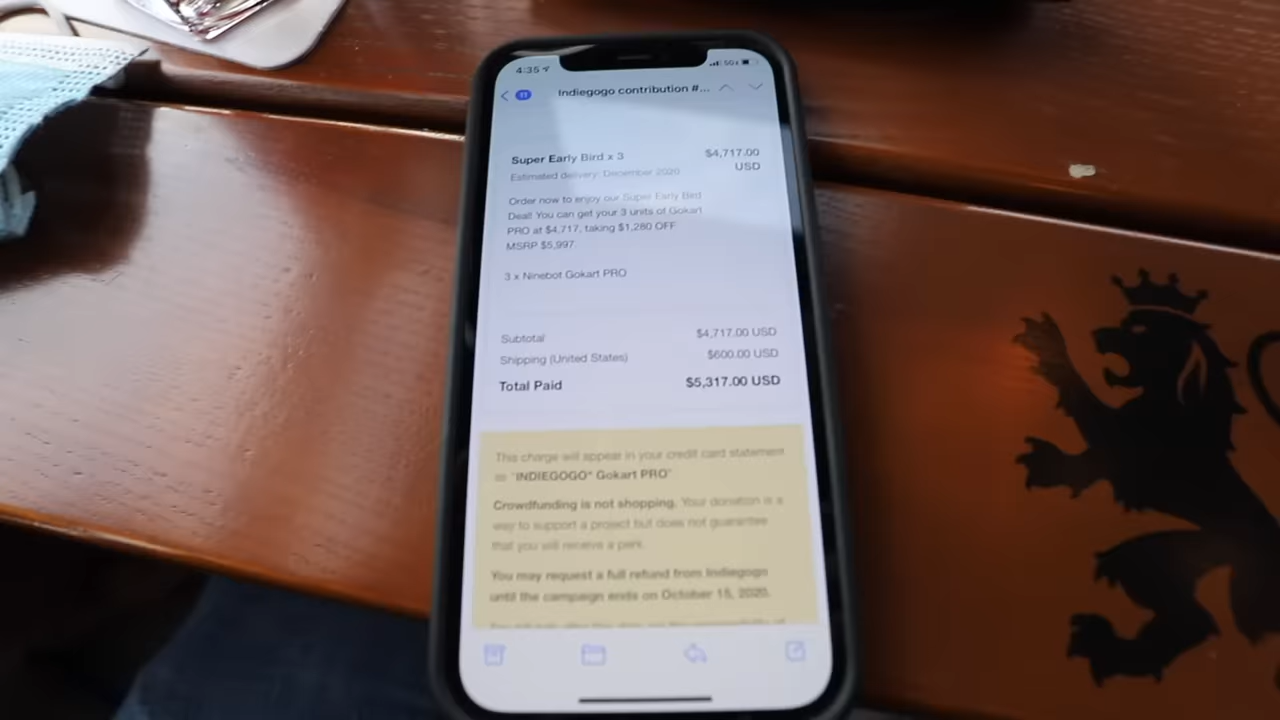 4:35
5G
11
Indiegogo contribution #...
Super Early Bird x 3 $4,717.00
USD
Estimated delivery: December 2020
Order now to enjoy our Super Early Bird
Deal! You can get your 3 units of Gokart
PRO at $4,717, taking $1,280 OFF
MSRP $5,997.
3 x Ninebot Gokart PRO
Subtotal $4,717.00 USD
Shipping (United States) $600.00 USD
Total Paid $5,317.00 USD
This charge will appear in your credit card statement
as "INDIEGOGO* Gokart PRO"
Crowdfunding is not shopping. Your donation is a
way to support a project but does not guarantee
that you will receive a perk.
You may request a full refund from Indiegogo
until the campaign ends on October 15, 2020.